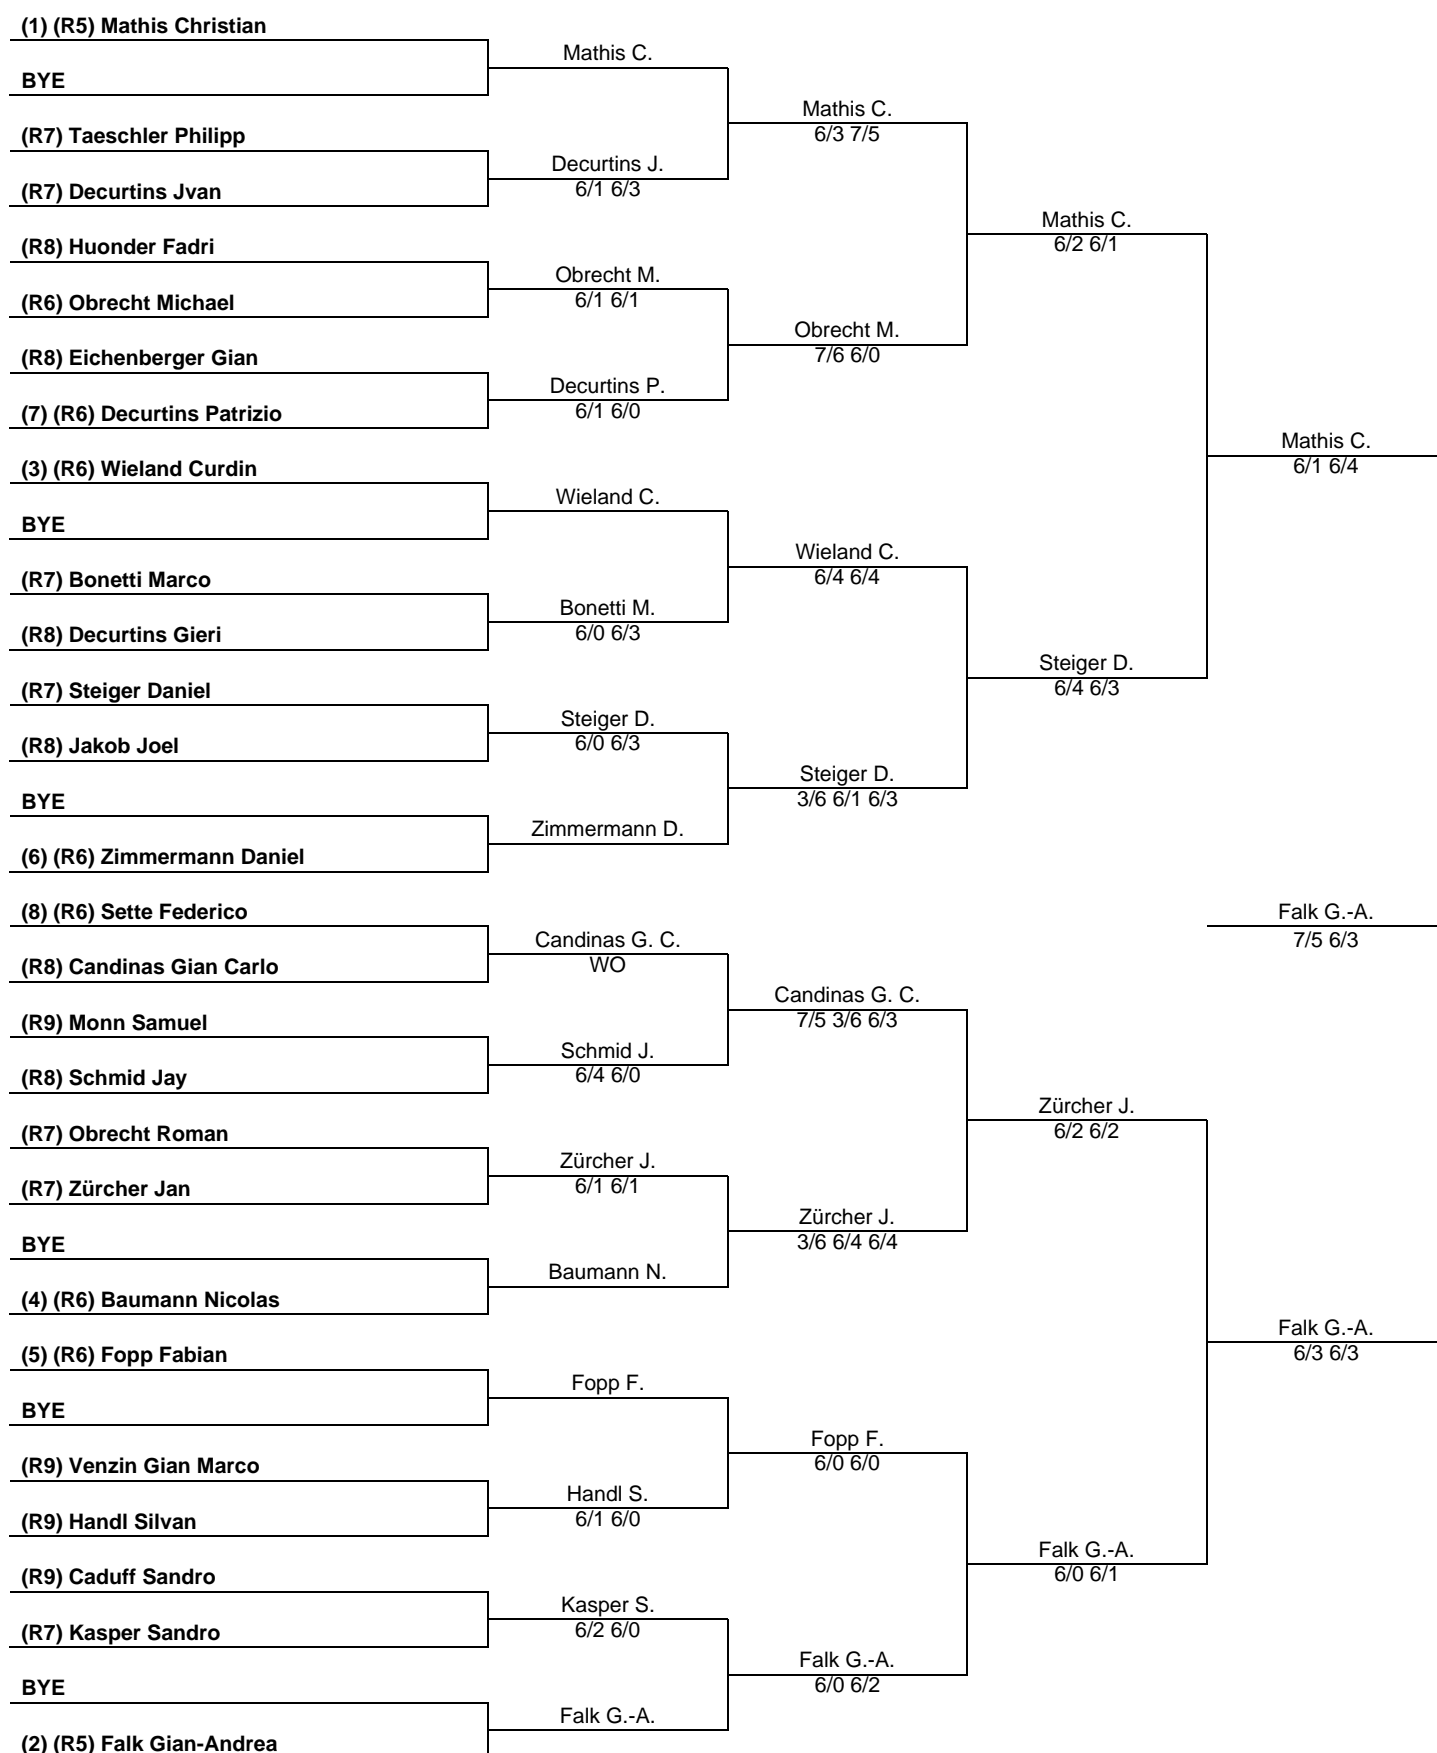 (1) (R5) Mathis Christian
Mathis C.
BYE
Mathis C.
6/3 7/5
(R7) Taeschler Philipp
Decurtins J.
6/1 6/3
(R7) Decurtins Jvan
Mathis C.
6/2 6/1
(R8) Huonder Fadri
Obrecht M.
6/1 6/1
(R6) Obrecht Michael
Obrecht M.
7/6 6/0
(R8) Eichenberger Gian
Decurtins P.
6/1 6/0
(7) (R6) Decurtins Patrizio
Mathis C.
6/1 6/4
(3) (R6) Wieland Curdin
Wieland C.
BYE
Wieland C.
6/4 6/4
(R7) Bonetti Marco
Bonetti M.
6/0 6/3
(R8) Decurtins Gieri
Steiger D.
6/4 6/3
(R7) Steiger Daniel
Steiger D.
6/0 6/3
(R8) Jakob Joel
Steiger D.
3/6 6/1 6/3
BYE
Zimmermann D.
(6) (R6) Zimmermann Daniel
Falk G.-A.
7/5 6/3
(8) (R6) Sette Federico
Candinas G. C.
WO
(R8) Candinas Gian Carlo
Candinas G. C.
7/5 3/6 6/3
(R9) Monn Samuel
Schmid J.
6/4 6/0
(R8) Schmid Jay
Zürcher J.
6/2 6/2
(R7) Obrecht Roman
Zürcher J.
6/1 6/1
(R7) Zürcher Jan
Zürcher J.
3/6 6/4 6/4
BYE
Baumann N.
(4) (R6) Baumann Nicolas
Falk G.-A.
6/3 6/3
(5) (R6) Fopp Fabian
Fopp F.
BYE
Fopp F.
6/0 6/0
(R9) Venzin Gian Marco
Handl S.
6/1 6/0
(R9) Handl Silvan
Falk G.-A.
6/0 6/1
(R9) Caduff Sandro
Kasper S.
6/2 6/0
(R7) Kasper Sandro
Falk G.-A.
6/0 6/2
BYE
Falk G.-A.
(2) (R5) Falk Gian-Andrea